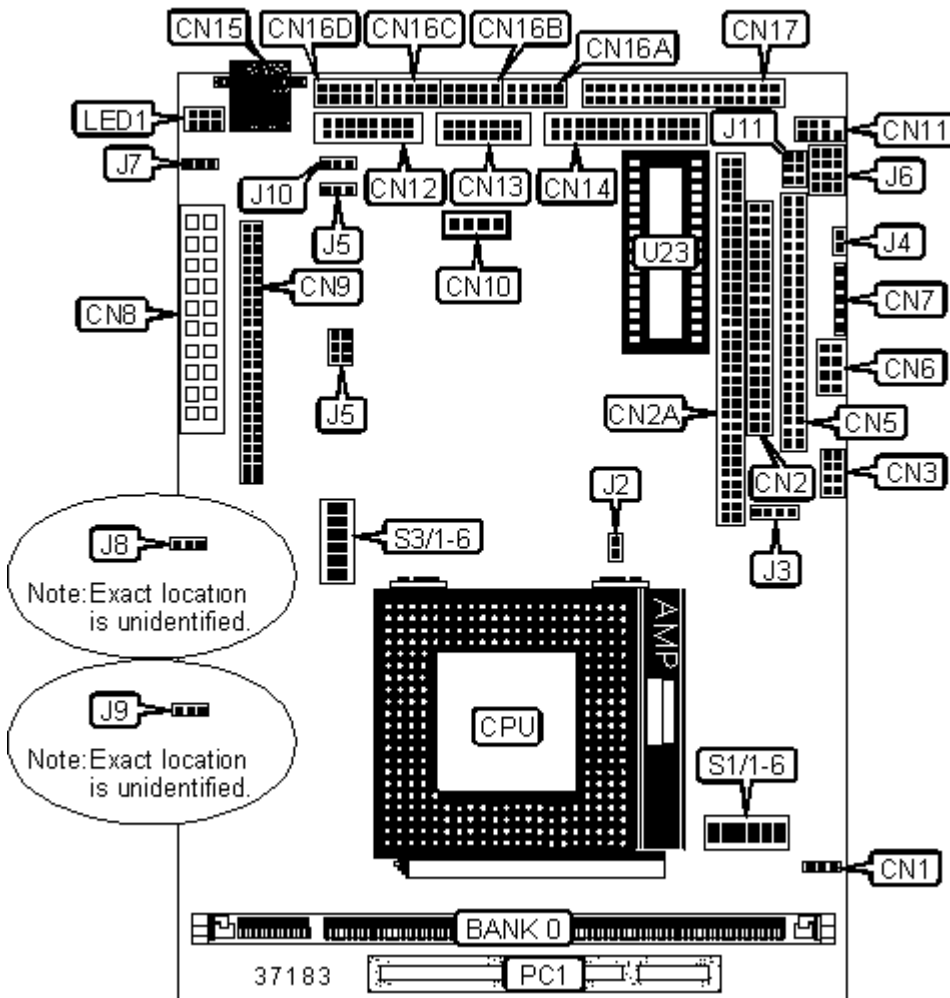 CN15
CN16D
CN16C
CN16B
CN16A
CN17
LED1
J11
CN11
J7
J10
CN12
CN13
CN14
J6
J5
U23
J4
CN10
CN9
CN7
CN8
CN6
J5
CN2A
CN5
CN2
CN3
J2
S3/1-6
J3
J8
Note: Exact location
is unidentified.
AMP
J9
CPU
Note: Exact location
is unidentified.
S1/1-6
CN1
BANK 0
37183
PC1